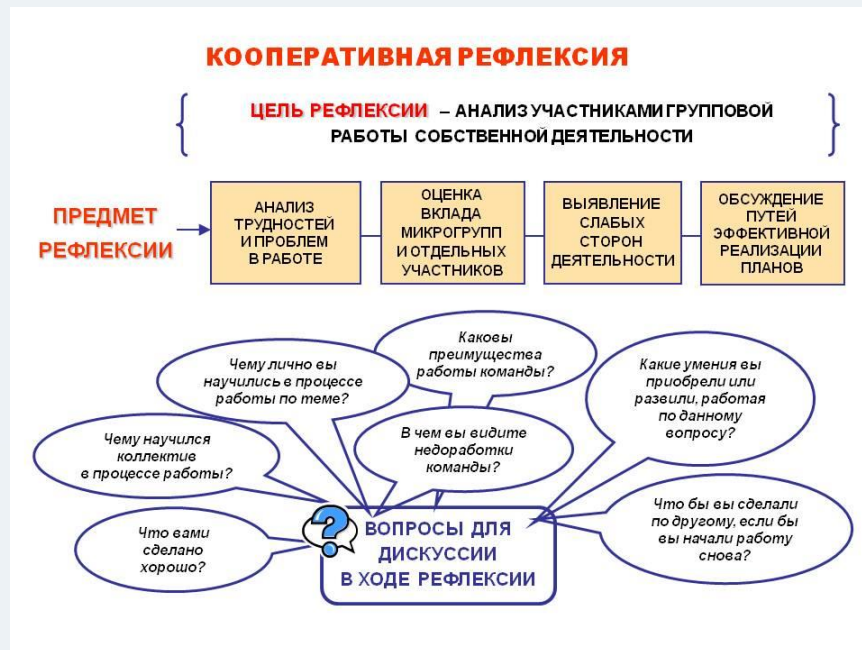 КООПЕРАТИВНАЯ РЕФЛЕКСИЯ
ЦЕЛЬ РЕФЛЕКСИИ – АНАЛИЗ УЧАСТНИКАМИ ГРУППОВОЙ
РАБОТЫ СОБСТВЕННОЙ ДЕЯТЕЛЬНОСТИ
ПРЕДМЕТ
РЕФЛЕКСИИ
АНАЛИЗ
ТРУДНОСТЕЙ
И ПРОБЛЕМ
В РАБОТЕ
ОЦЕНКА
ВКЛАДА
МИКРОГРУПП
И ОТДЕЛЬНЫХ
УЧАСТНИКОВ
ВЫЯВЛЕНИЕ
СЛАБЫХ
СТОРОН
ДЕЯТЕЛЬНОСТИ
ОБСУЖДЕНИЕ
ПУТЕЙ
ЭФФЕКТИВНОЙ
РЕАЛИЗАЦИИ
ПЛАНОВ
Каковы
преимущества
работы команды?
Чему лично вы
научились в процессе
работы по теме?
Какие умения вы
приобрели или
развили, работая
по данному
вопросу?
Чему научился
коллектив
в процессе работы?
В чем вы видите
недоработки
команды?
Что вами
сделано
хорошо?
Что бы вы сделали
по другому, если бы
вы начали работу
снова?
?
ВОПРОСЫ ДЛЯ
ДИСКУССИИ
В ХОДЕ РЕФЛЕКСИИ